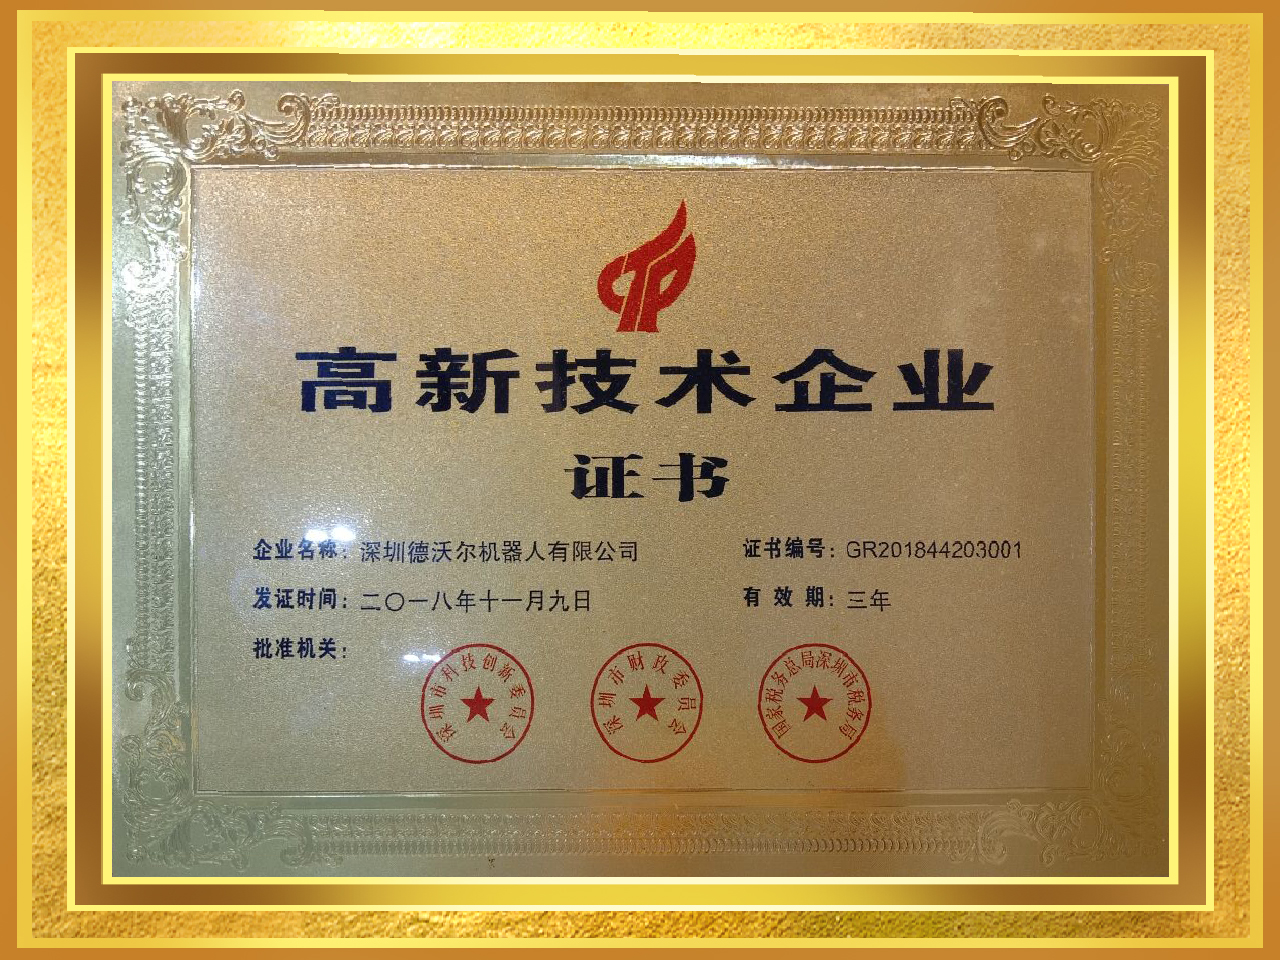 高新技术企业
证书
企业名称：深圳德沃尔机器人有限公司 证书编号：GR201844203001
发证时间：二〇一八年十一月九日 有 效 期：三年
批准机关：
深圳市科技创新委员会
深圳市财政委员会
国家税务总局深圳市税务局